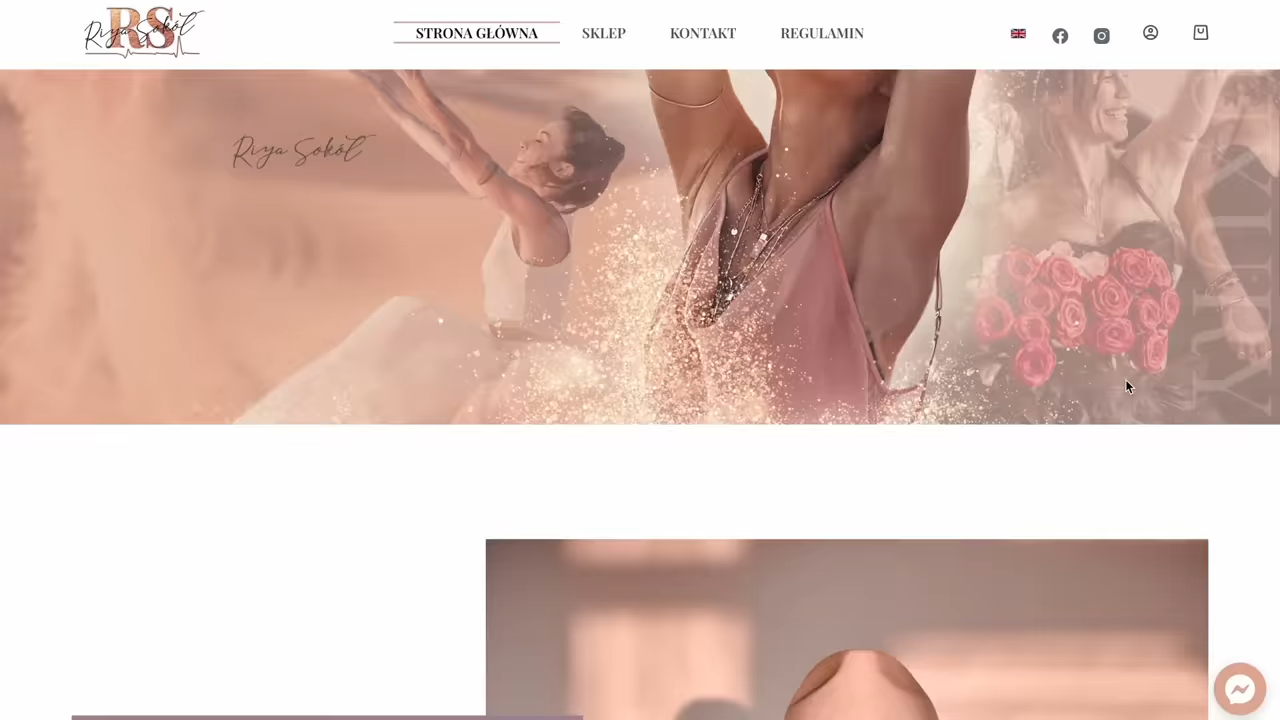 RS
Riya Sokół
STRONA GŁÓWNA
SKLEP
KONTAKT
REGULAMIN
Riya Sokół